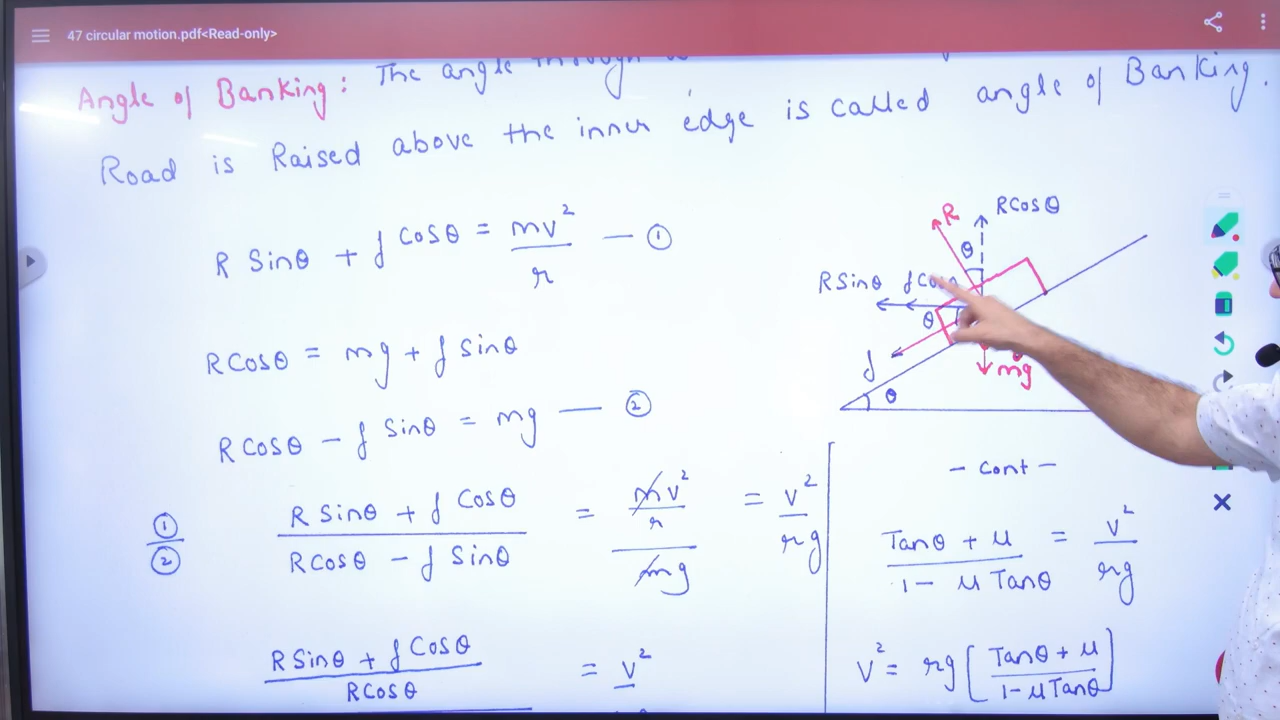 47 circular motion.pdf<Read-only>
Angle of Banking: The angle through
Road is Raised above the inner edge is called angle of Banking.
R Sinθ + f Cosθ = mv²/r — ①
RCosθ = mg + f Sinθ
RCosθ - f Sinθ = mg — ②
①/② (R Sinθ + f Cosθ)/(RCosθ - f Sinθ) = (mv²/r)/(mg) = v²/rg
(RSinθ + f Cosθ)/RCosθ = v²
R
RCosθ
θ
RSinθ
θ
f
mg
θ
- Cont -
(Tanθ + μ)/(1 - μ Tanθ) = v²/rg
v² = rg [(Tanθ + μ)/(1 - μTanθ)]